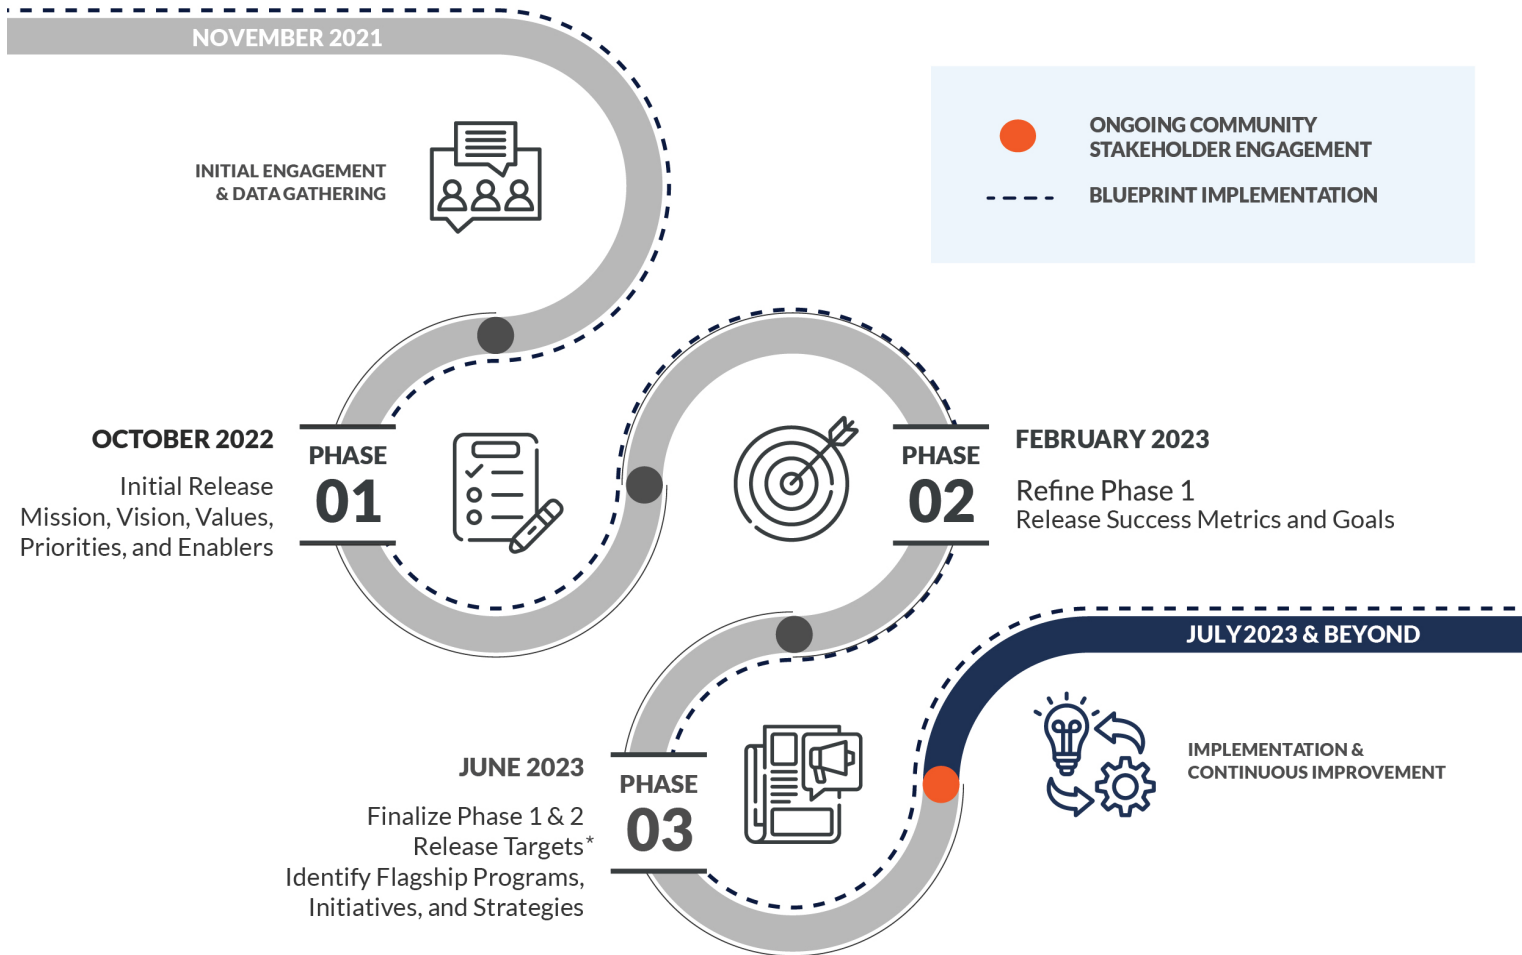 NOVEMBER 2021
INITIAL ENGAGEMENT
& DATA GATHERING
ONGOING COMMUNITY
STAKEHOLDER ENGAGEMENT
BLUEPRINT IMPLEMENTATION
OCTOBER 2022
Initial Release
Mission, Vision, Values,
Priorities, and Enablers
PHASE
01
PHASE
02
FEBRUARY 2023
Refine Phase 1
Release Success Metrics and Goals
JUNE 2023
Finalize Phase 1 & 2
Release Targets*
Identify Flagship Programs,
Initiatives, and Strategies
PHASE
03
JULY 2023 & BEYOND
IMPLEMENTATION &
CONTINUOUS IMPROVEMENT